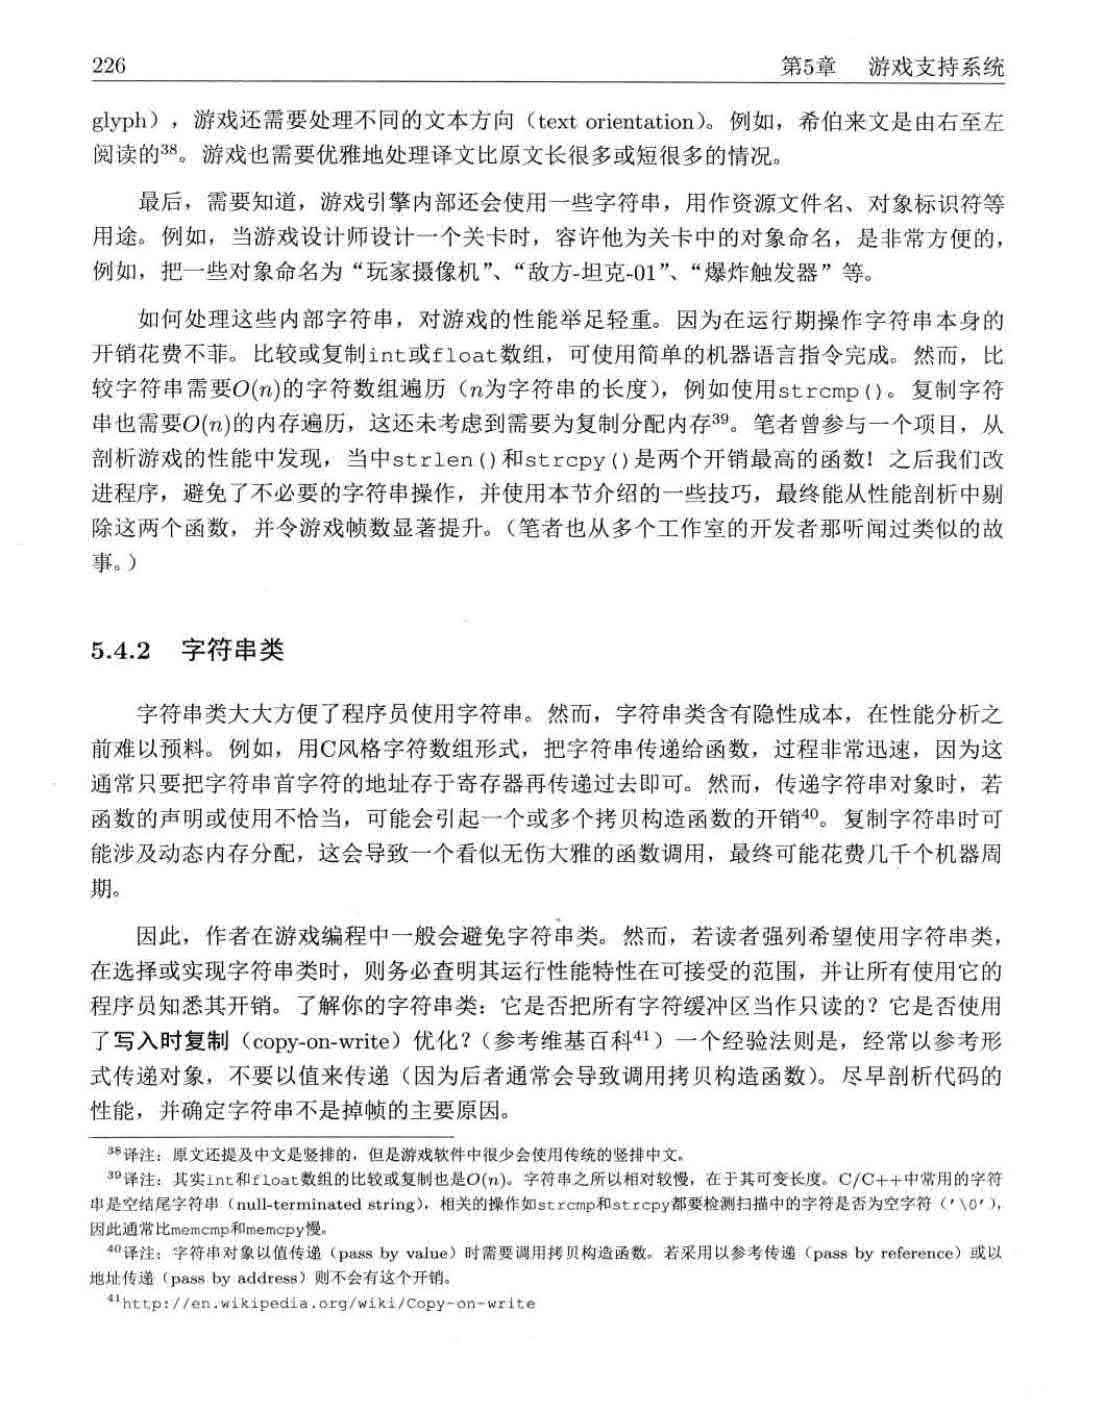 226 第5章 游戏支持系统
glyph），游戏还需要处理不同的文本方向（text orientation）。例如，希伯来文是由右至左
阅读的38。游戏也需要优雅地处理译文比原文长很多或短很多的情况。
最后，需要知道，游戏引擎内部还会使用一些字符串，用作资源文件名、对象标识符等
用途。例如，当游戏设计师设计一个关卡时，容许他为关卡中的对象命名，是非常方便的，
例如，把一些对象命名为“玩家摄像机”、“敌方-坦克-01”、“爆炸触发器”等。
如何处理这些内部字符串，对游戏的性能举足轻重。因为在运行期操作字符串本身的
开销花费不菲。比较或复制int或float数组，可使用简单的机器语言指令完成。然而，比
较字符串需要O(n)的字符数组遍历（n为字符串的长度），例如使用strcmp()。复制字符
串也需要O(n)的内存遍历，这还未考虑到需要为复制分配内存39。笔者曾参与一个项目，从
剖析游戏的性能中发现，当中strlen()和strcpy()是两个开销最高的函数！之后我们改
进程序，避免了不必要的字符串操作，并使用本节介绍的一些技巧，最终能从性能剖析中剔
除这两个函数，并令游戏帧数显著提升。（笔者也从多个工作室的开发者那听闻过类似的故
事。）
5.4.2 字符串类
字符串类大大方便了程序员使用字符串。然而，字符串类含有隐性成本，在性能分析之
前难以预料。例如，用C风格字符数组形式，把字符串传递给函数，过程非常迅速，因为这
通常只要把字符串首字符的地址存于寄存器再传递过去即可。然而，传递字符串对象时，若
函数的声明或使用不恰当，可能会引起一个或多个拷贝构造函数的开销40。复制字符串时可
能涉及动态内存分配，这会导致一个看似无伤大雅的函数调用，最终可能花费几千个机器周
期。
因此，作者在游戏编程中一般会避免字符串类。然而，若读者强列希望使用字符串类，
在选择或实现字符串类时，则务必查明其运行性能特性在可接受的范围，并让所有使用它的
程序员知悉其开销。了解你的字符串类：它是否把所有字符缓冲区当作只读的？它是否使用
了写入时复制（copy-on-write）优化？（参考维基百科41）一个经验法则是，经常以参考形
式传递对象，不要以值来传递（因为后者通常会导致调用拷贝构造函数）。尽早剖析代码的
性能，并确定字符串不是掉帧的主要原因。
38译注：原文还提及中文是竖排的，但是游戏软件中很少会使用传统的竖排中文。
39译注：其实int和float数组的比较或复制也是O(n)。字符串之所以相对较慢，在于其可变长度。C/C++中常用的字符
串是空结尾字符串（null-terminated string），相关的操作如strcmp和strcpy都要检测扫描中的字符是否为空字符（'\0'），
因此通常比memcmp和memcpy慢。
40译注：字符串对象以值传递（pass by value）时需要调用拷贝构造函数。若采用以参考传递（pass by reference）或以
地址传递（pass by address）则不会有这个开销。
41http://en.wikipedia.org/wiki/Copy-on-write